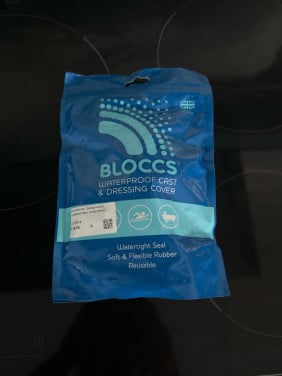 BLOCCS
WATERPROOF CAST
& DRESSING COVER
Watertight Seal
Soft & Flexible Rubber
Reusable